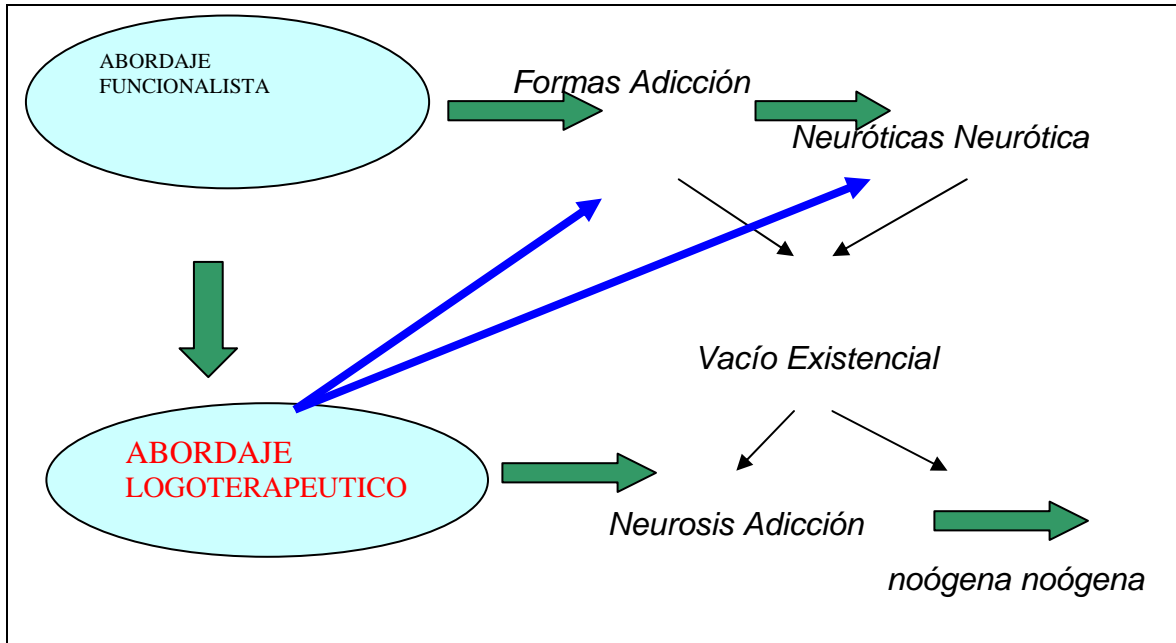 ABORDAJE
FUNCIONALISTA
Formas Adicción
Neuróticas Neurótica
Vacío Existencial
ABORDAJE
LOGOTERAPEUTICO
Neurosis Adicción
noógena noógena